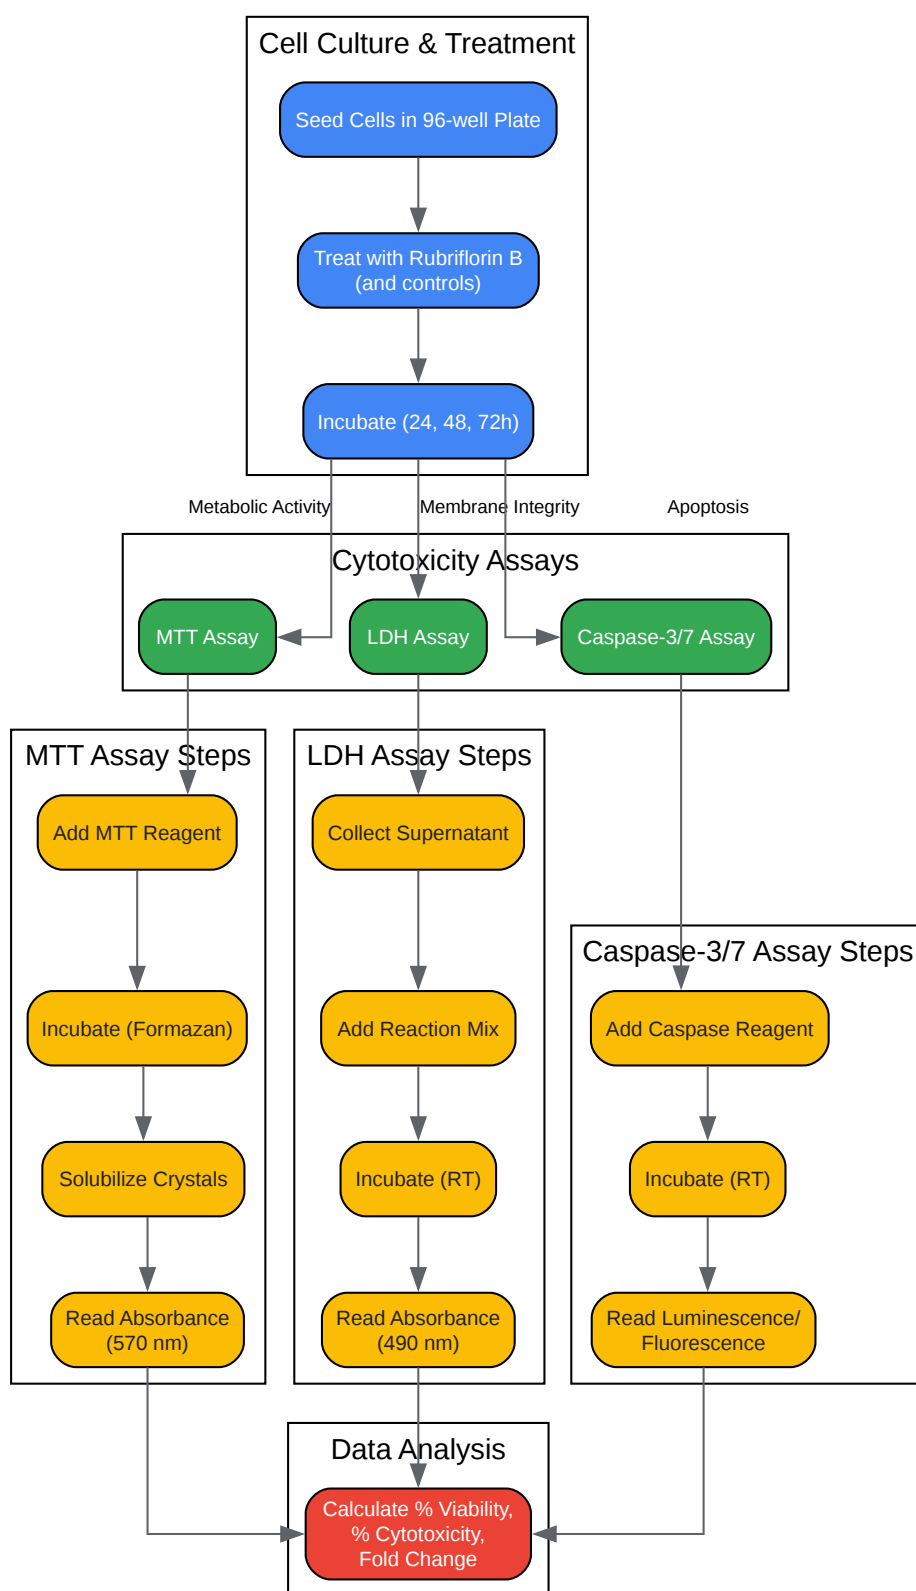 Cell Culture & Treatment
Seed Cells in 96-well Plate
Treat with Rubriflorin B
(and controls)
Incubate (24, 48, 72h)
Metabolic Activity
Membrane Integrity
Apoptosis
Cytotoxicity Assays
MTT Assay
LDH Assay
Caspase-3/7 Assay
MTT Assay Steps
Add MTT Reagent
Incubate (Formazan)
Solubilize Crystals
Read Absorbance
(570 nm)
LDH Assay Steps
Collect Supernatant
Add Reaction Mix
Incubate (RT)
Read Absorbance
(490 nm)
Caspase-3/7 Assay Steps
Add Caspase Reagent
Incubate (RT)
Read Luminescence/
Fluorescence
Data Analysis
Calculate % Viability,
% Cytotoxicity,
Fold Change